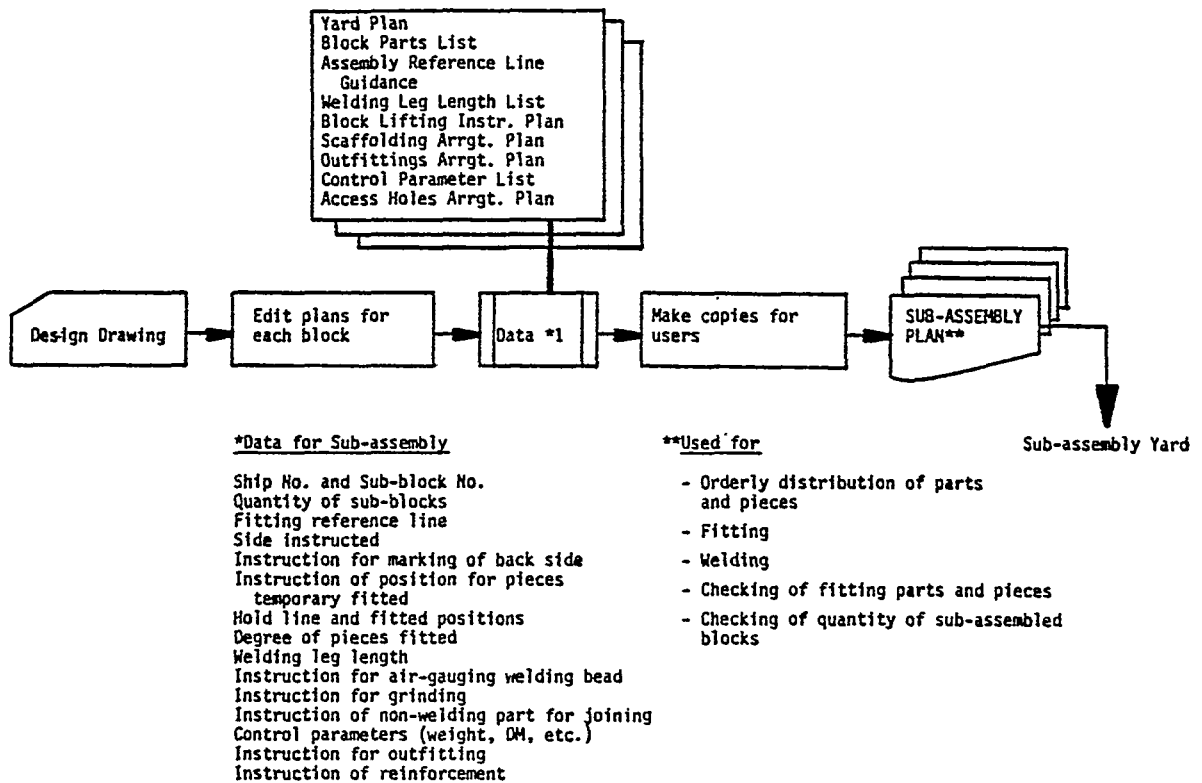 Yard Plan
Block Parts List
Assembly Reference Line
Guidance
Welding Leg Length List
Block Lifting Instr. Plan
Scaffolding Arrgt. Plan
Outfittings Arrgt. Plan
Control Parameter List
Access Holes Arrgt. Plan
Design Drawing
Edit plans for
each block
Data *1
Make copies for
users
SUB-ASSEMBLY
PLAN**
Sub-assembly Yard
*Data for Sub-assembly
Ship No. and Sub-block No.
Quantity of sub-blocks
Fitting reference line
Side instructed
Instruction for marking of back side
Instruction of position for pieces
temporary fitted
Hold line and fitted positions
Degree of pieces fitted
Welding leg length
Instruction for air-gauging welding bead
Instruction for grinding
Instruction of non-welding part for joining
Control parameters (weight, DM, etc.)
Instruction for outfitting
Instruction of reinforcement
**Used for
- Orderly distribution of parts
and pieces
- Fitting
- Welding
- Checking of fitting parts and pieces
- Checking of quantity of sub-assembled
blocks